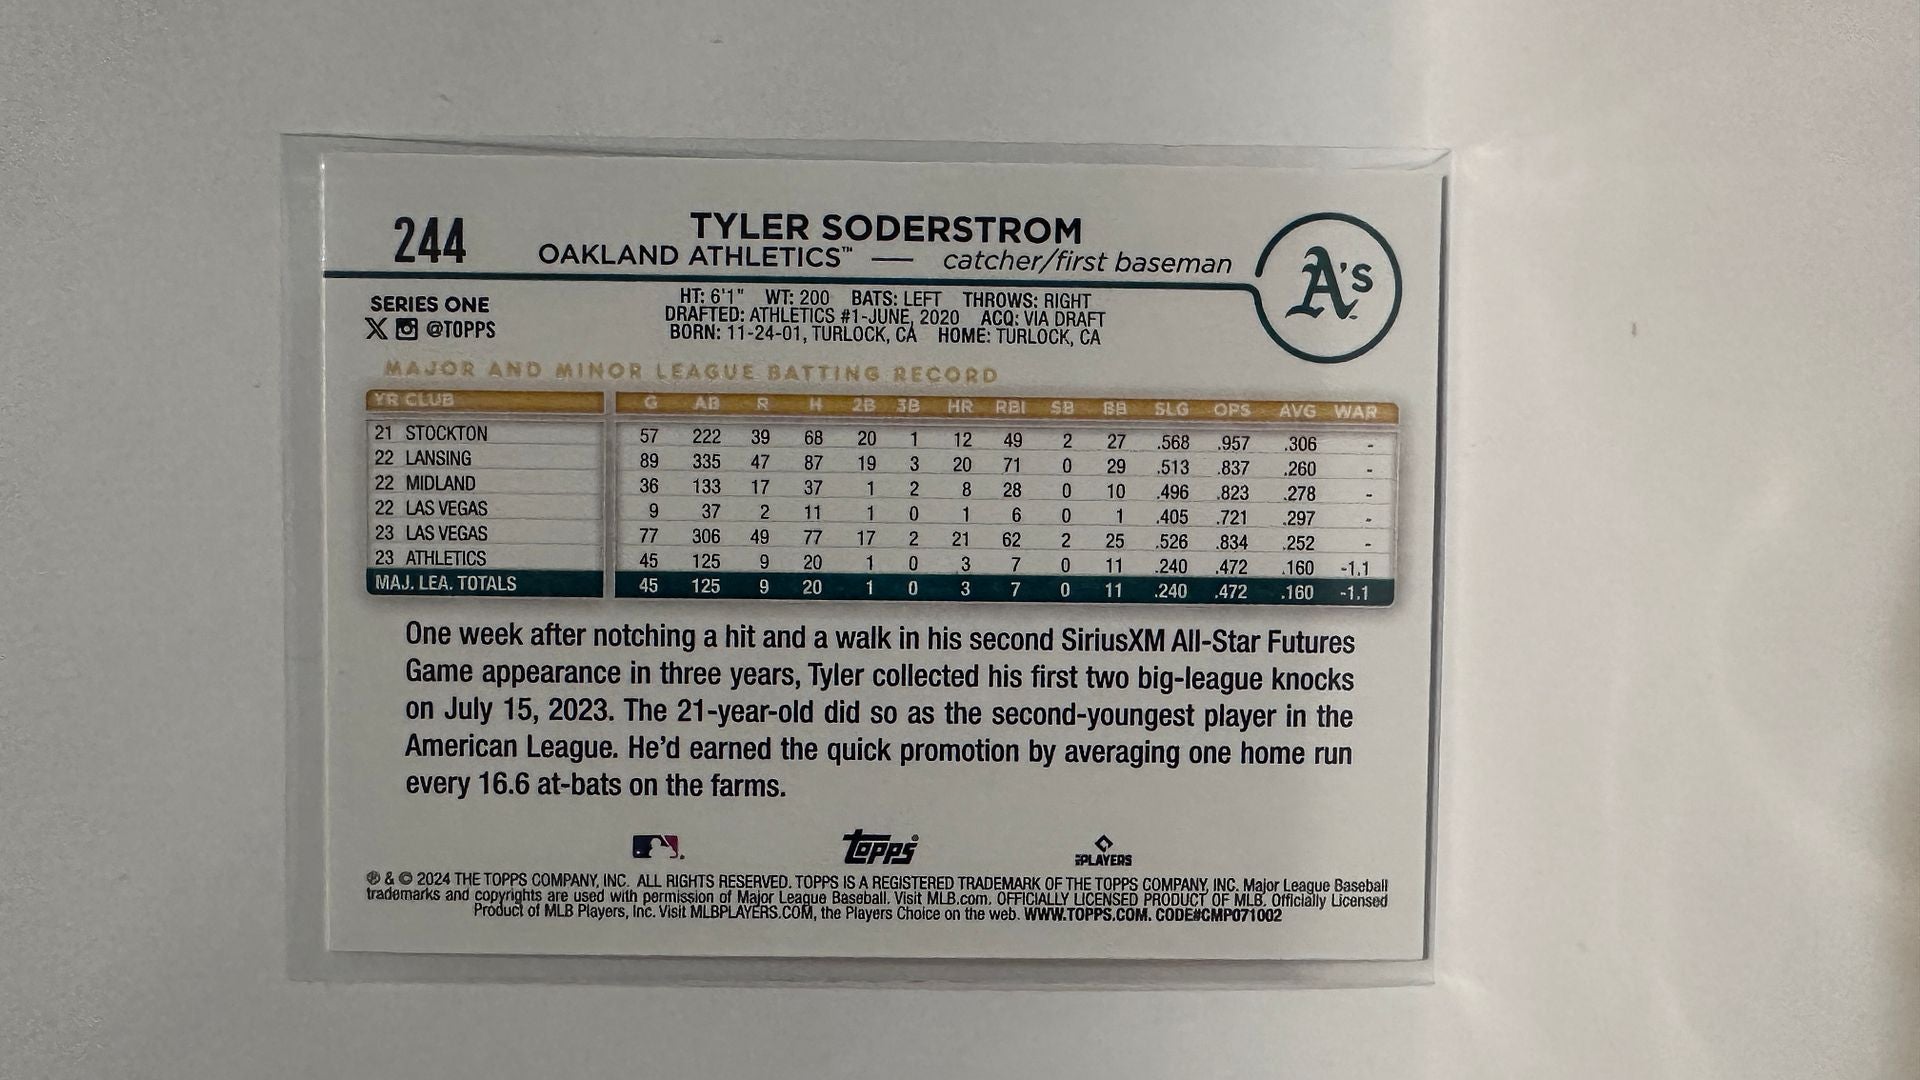 244
TYLER SODERSTROM
OAKLAND ATHLETICS™ — catcher/first baseman
A's
SERIES ONE
X @TOPPS
HT: 6'1" WT: 200 BATS: LEFT THROWS: RIGHT
DRAFTED: ATHLETICS #1-JUNE, 2020 ACQ: VIA DRAFT
BORN: 11-24-01, TURLOCK, CA HOME: TURLOCK, CA
MAJOR AND MINOR LEAGUE BATTING RECORD
YR CLUB G AB R H 2B 3B HR RBI SB BB SLG OPS AVG WAR
21 STOCKTON 57 222 39 68 20 1 12 49 2 27 .568 .957 .306 -
22 LANSING 89 335 47 87 19 3 20 71 0 29 .513 .837 .260 -
22 MIDLAND 36 133 17 37 1 2 8 28 0 10 .496 .823 .278 -
22 LAS VEGAS 9 37 2 11 1 0 1 6 0 1 .405 .721 .297 -
23 LAS VEGAS 77 306 49 77 17 2 21 62 2 25 .526 .834 .252 -
23 ATHLETICS 45 125 9 20 1 0 3 7 0 11 .240 .472 .160 -1.1
MAJ. LEA. TOTALS 45 125 9 20 1 0 3 7 0 11 .240 .472 .160 -1.1
One week after notching a hit and a walk in his second SiriusXM All-Star Futures
Game appearance in three years, Tyler collected his first two big-league knocks
on July 15, 2023. The 21-year-old did so as the second-youngest player in the
American League. He'd earned the quick promotion by averaging one home run
every 16.6 at-bats on the farms.
topps®
PLAYERS
℗ & © 2024 THE TOPPS COMPANY, INC. ALL RIGHTS RESERVED. TOPPS IS A REGISTERED TRADEMARK OF THE TOPPS COMPANY, INC. Major League Baseball
trademarks and copyrights are used with permission of Major League Baseball. Visit MLB.com. OFFICIALLY LICENSED PRODUCT OF MLB. Officially Licensed
Product of MLB Players, Inc. Visit MLBPLAYERS.COM, the Players Choice on the web. WWW.TOPPS.COM. CODE#CMP071002